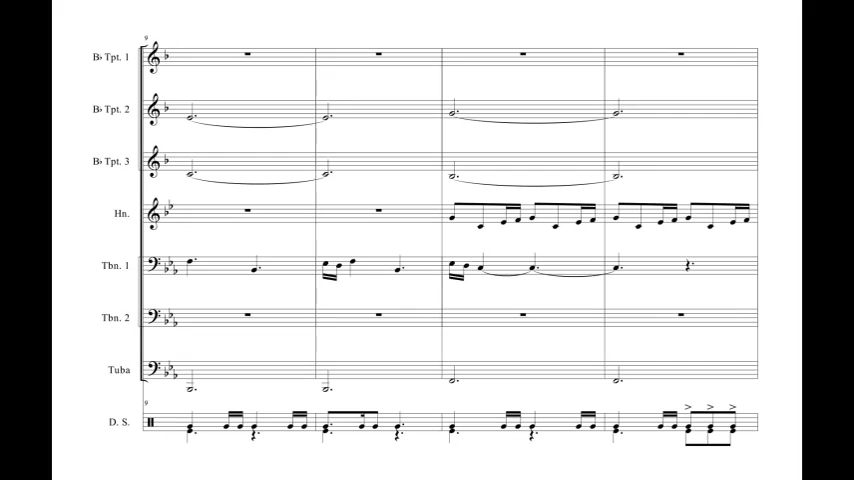 9
B♭ Tpt. 1
B♭ Tpt. 2
B♭ Tpt. 3
Hn.
Tbn. 1
Tbn. 2
Tuba
9
D. S.